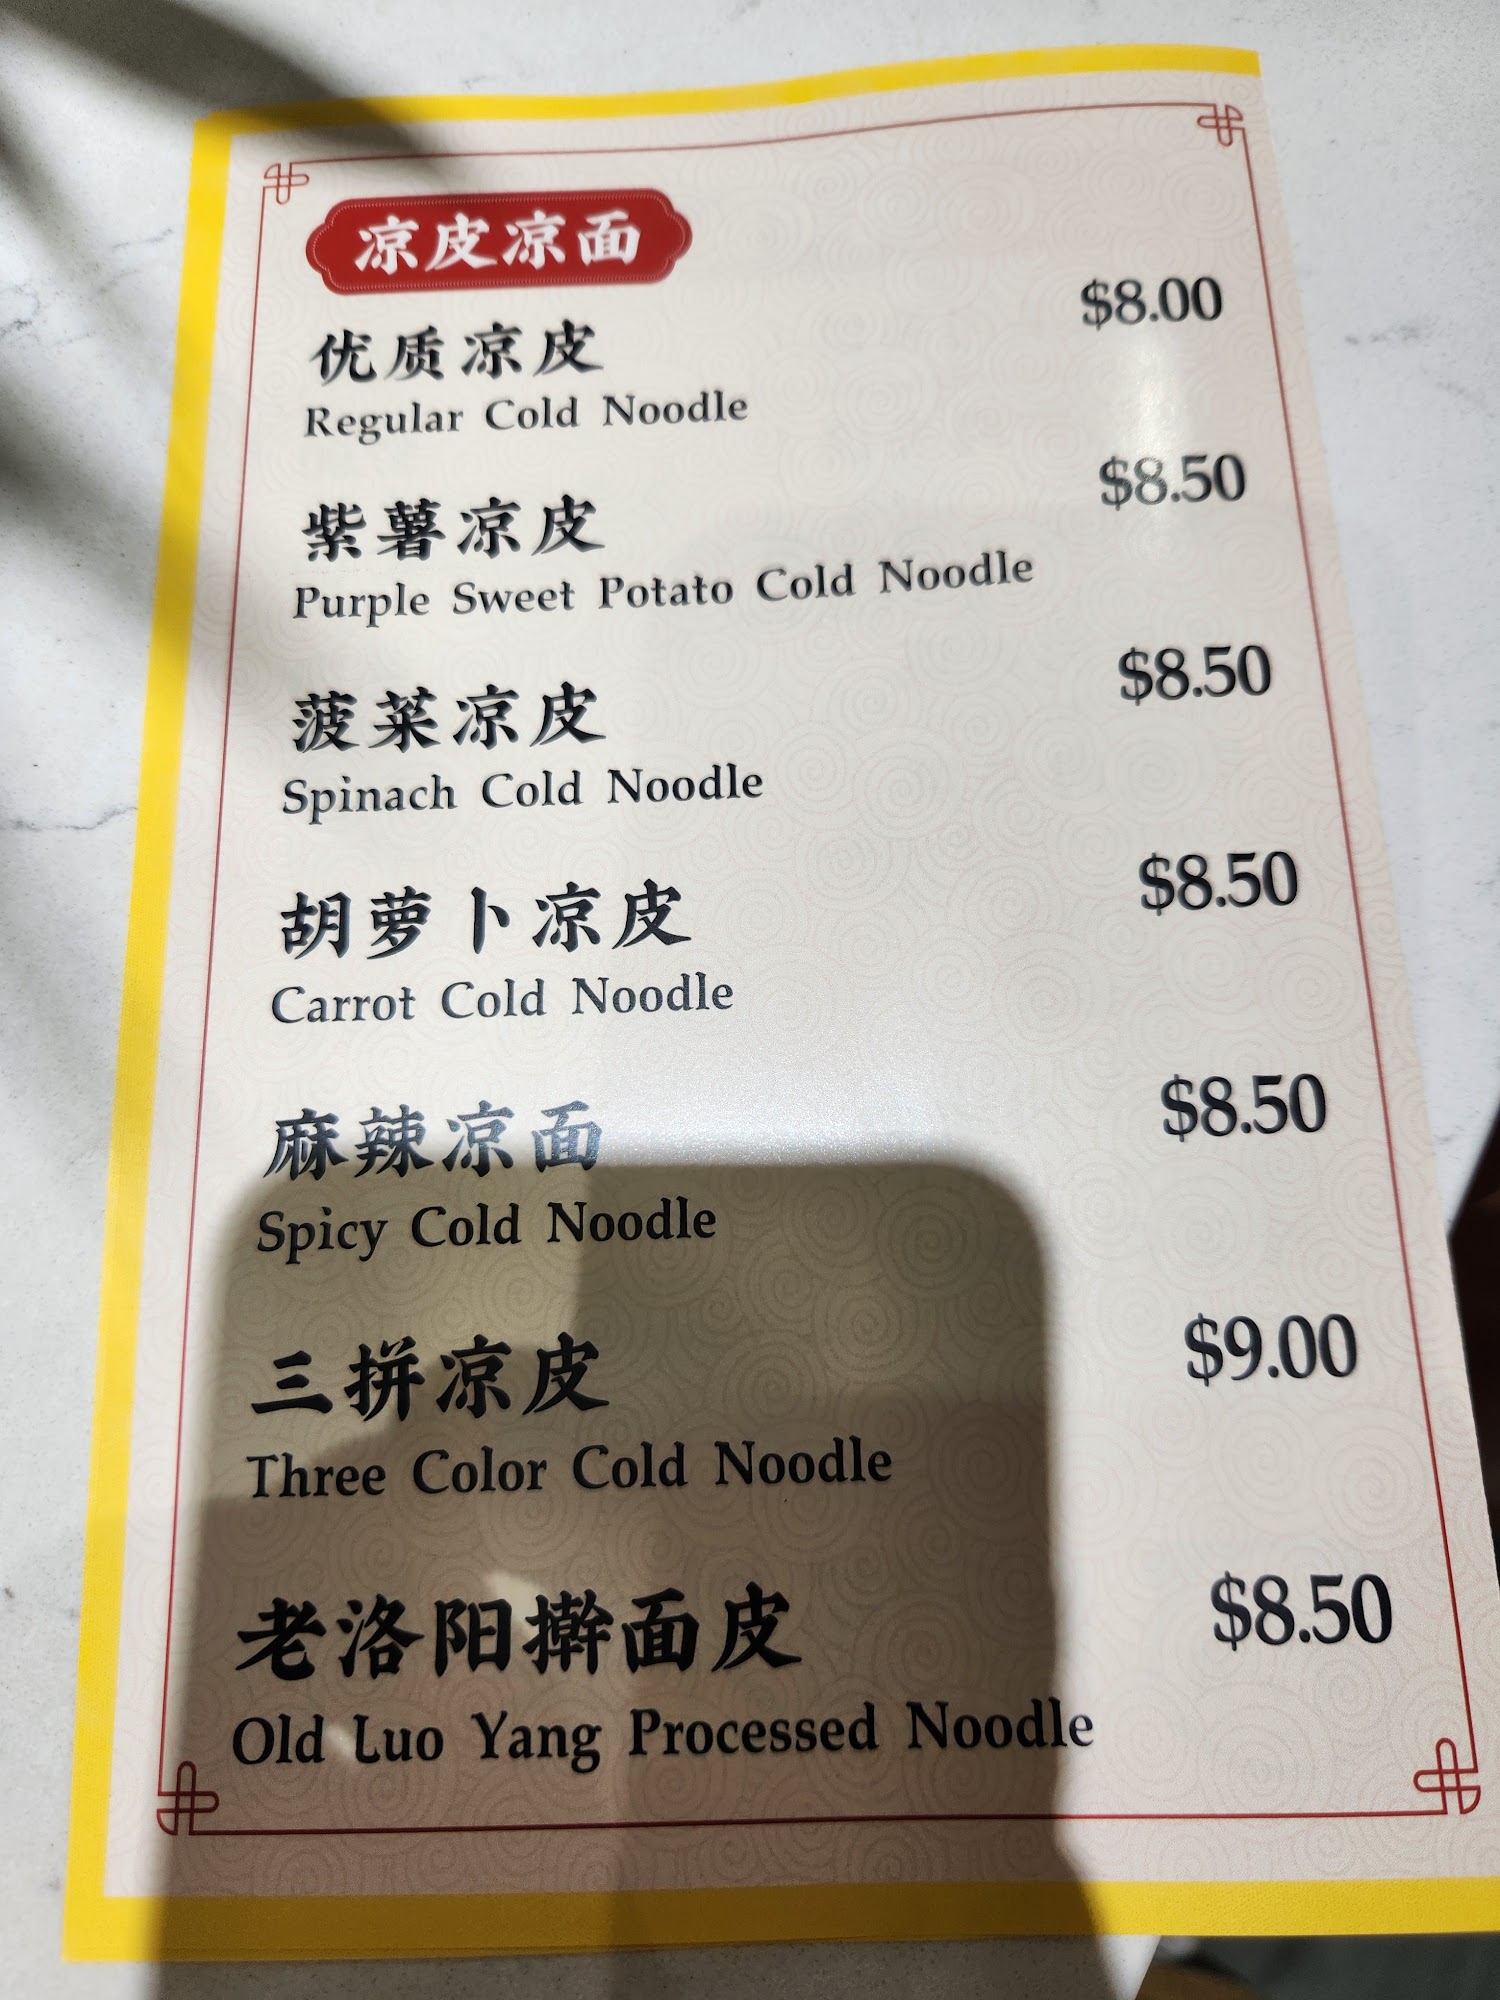 凉皮凉面
优质凉皮 $8.00
Regular Cold Noodle
紫薯凉皮 $8.50
Purple Sweet Potato Cold Noodle
菠菜凉皮 $8.50
Spinach Cold Noodle
胡萝卜凉皮 $8.50
Carrot Cold Noodle
麻辣凉面 $8.50
Spicy Cold Noodle
三拼凉皮 $9.00
Three Color Cold Noodle
老洛阳擀面皮 $8.50
Old Luo Yang Processed Noodle